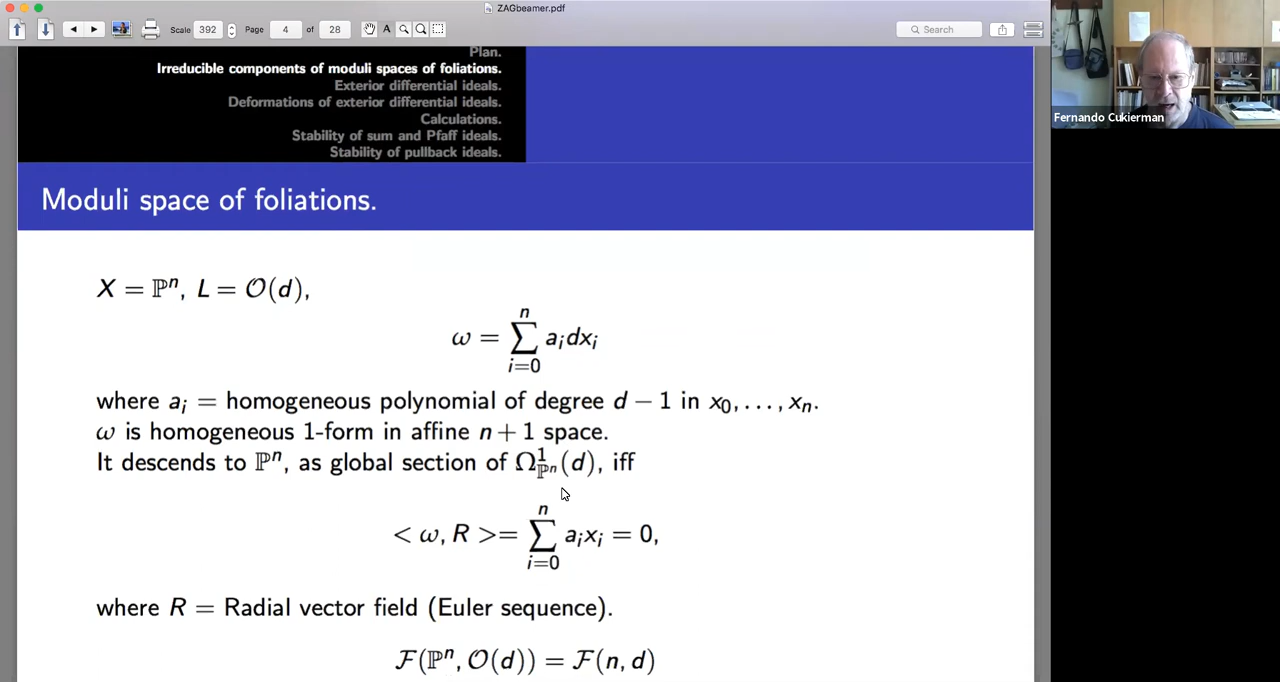 ZAGbeamer.pdf
Scale 392 Page 4 of 28 A Search
Plan.
Irreducible components of moduli spaces of foliations.
Exterior differential ideals.
Deformations of exterior differential ideals.
Calculations.
Stability of sum and Pfaff ideals.
Stability of pullback ideals.
Fernando Cukierman
Moduli space of foliations.
X = ℙⁿ, L = 𝒪(d),
ω = ∑_{i=0}^{n} a_i dx_i
where a_i = homogeneous polynomial of degree d − 1 in x_0, . . . , x_n.
ω is homogeneous 1-form in affine n + 1 space.
It descends to ℙⁿ, as global section of Ω^1_{ℙⁿ}(d), iff
< ω, R >= ∑_{i=0}^{n} a_i x_i = 0,
where R = Radial vector field (Euler sequence).
ℱ(ℙⁿ, 𝒪(d)) = ℱ(n, d)